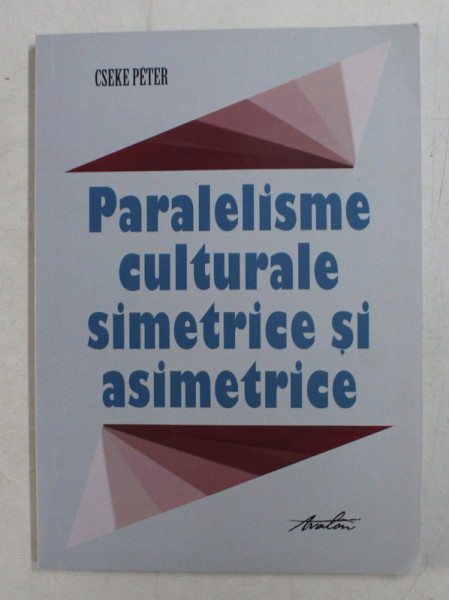 CSEKE PÉTER
Paralelisme
culturale
simetrice și
asimetrice
Avalon